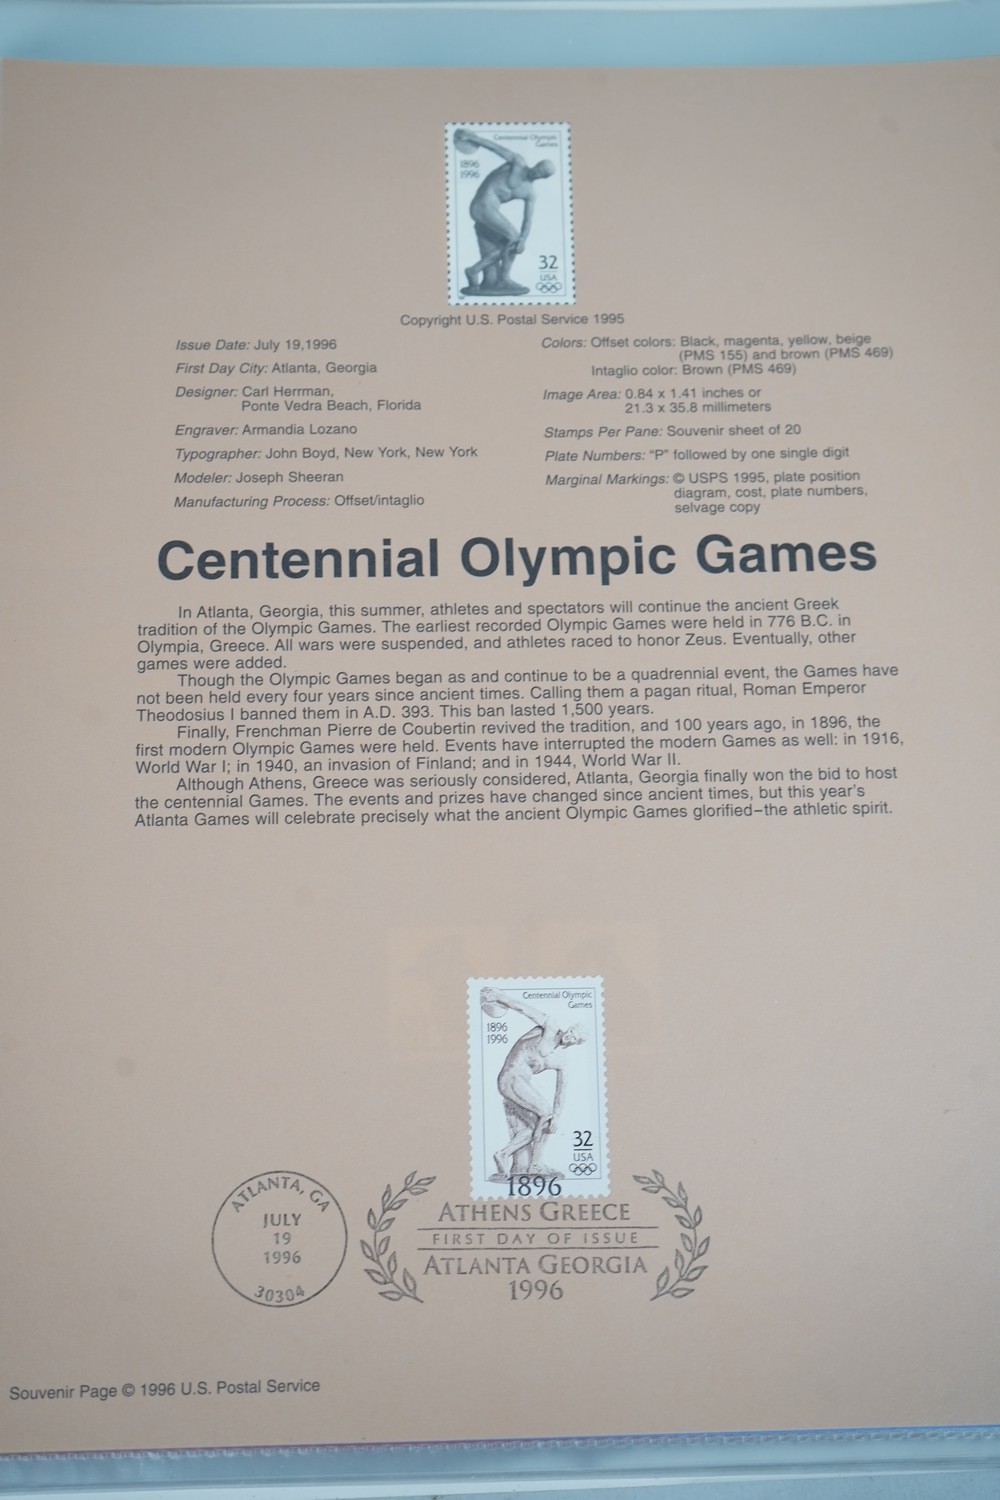 Centennial Olympic
Games
1896
1996
32
USA
Copyright U.S. Postal Service 1995
Issue Date: July 19,1996
First Day City: Atlanta, Georgia
Designer: Carl Herrman,
Ponte Vedra Beach, Florida
Engraver: Armandia Lozano
Typographer: John Boyd, New York, New York
Modeler: Joseph Sheeran
Manufacturing Process: Offset/intaglio
Colors: Offset colors: Black, magenta, yellow, beige
(PMS 155) and brown (PMS 469)
Intaglio color: Brown (PMS 469)
Image Area: 0.84 x 1.41 inches or
21.3 x 35.8 millimeters
Stamps Per Pane: Souvenir sheet of 20
Plate Numbers: “P” followed by one single digit
Marginal Markings: © USPS 1995, plate position
diagram, cost, plate numbers,
selvage copy
Centennial Olympic Games
In Atlanta, Georgia, this summer, athletes and spectators will continue the ancient Greek
tradition of the Olympic Games. The earliest recorded Olympic Games were held in 776 B.C. in
Olympia, Greece. All wars were suspended, and athletes raced to honor Zeus. Eventually, other
games were added.
Though the Olympic Games began as and continue to be a quadrennial event, the Games have
not been held every four years since ancient times. Calling them a pagan ritual, Roman Emperor
Theodosius I banned them in A.D. 393. This ban lasted 1,500 years.
Finally, Frenchman Pierre de Coubertin revived the tradition, and 100 years ago, in 1896, the
first modern Olympic Games were held. Events have interrupted the modern Games as well: in 1916,
World War I; in 1940, an invasion of Finland; and in 1944, World War II.
Although Athens, Greece was seriously considered, Atlanta, Georgia finally won the bid to host
the centennial Games. The events and prizes have changed since ancient times, but this year’s
Atlanta Games will celebrate precisely what the ancient Olympic Games glorified–the athletic spirit.
Centennial Olympic
Games
1896
1996
32
USA
ATLANTA, GA
JULY
19
1996
30304
1896
ATHENS GREECE
FIRST DAY OF ISSUE
ATLANTA GEORGIA
1996
Souvenir Page © 1996 U.S. Postal Service